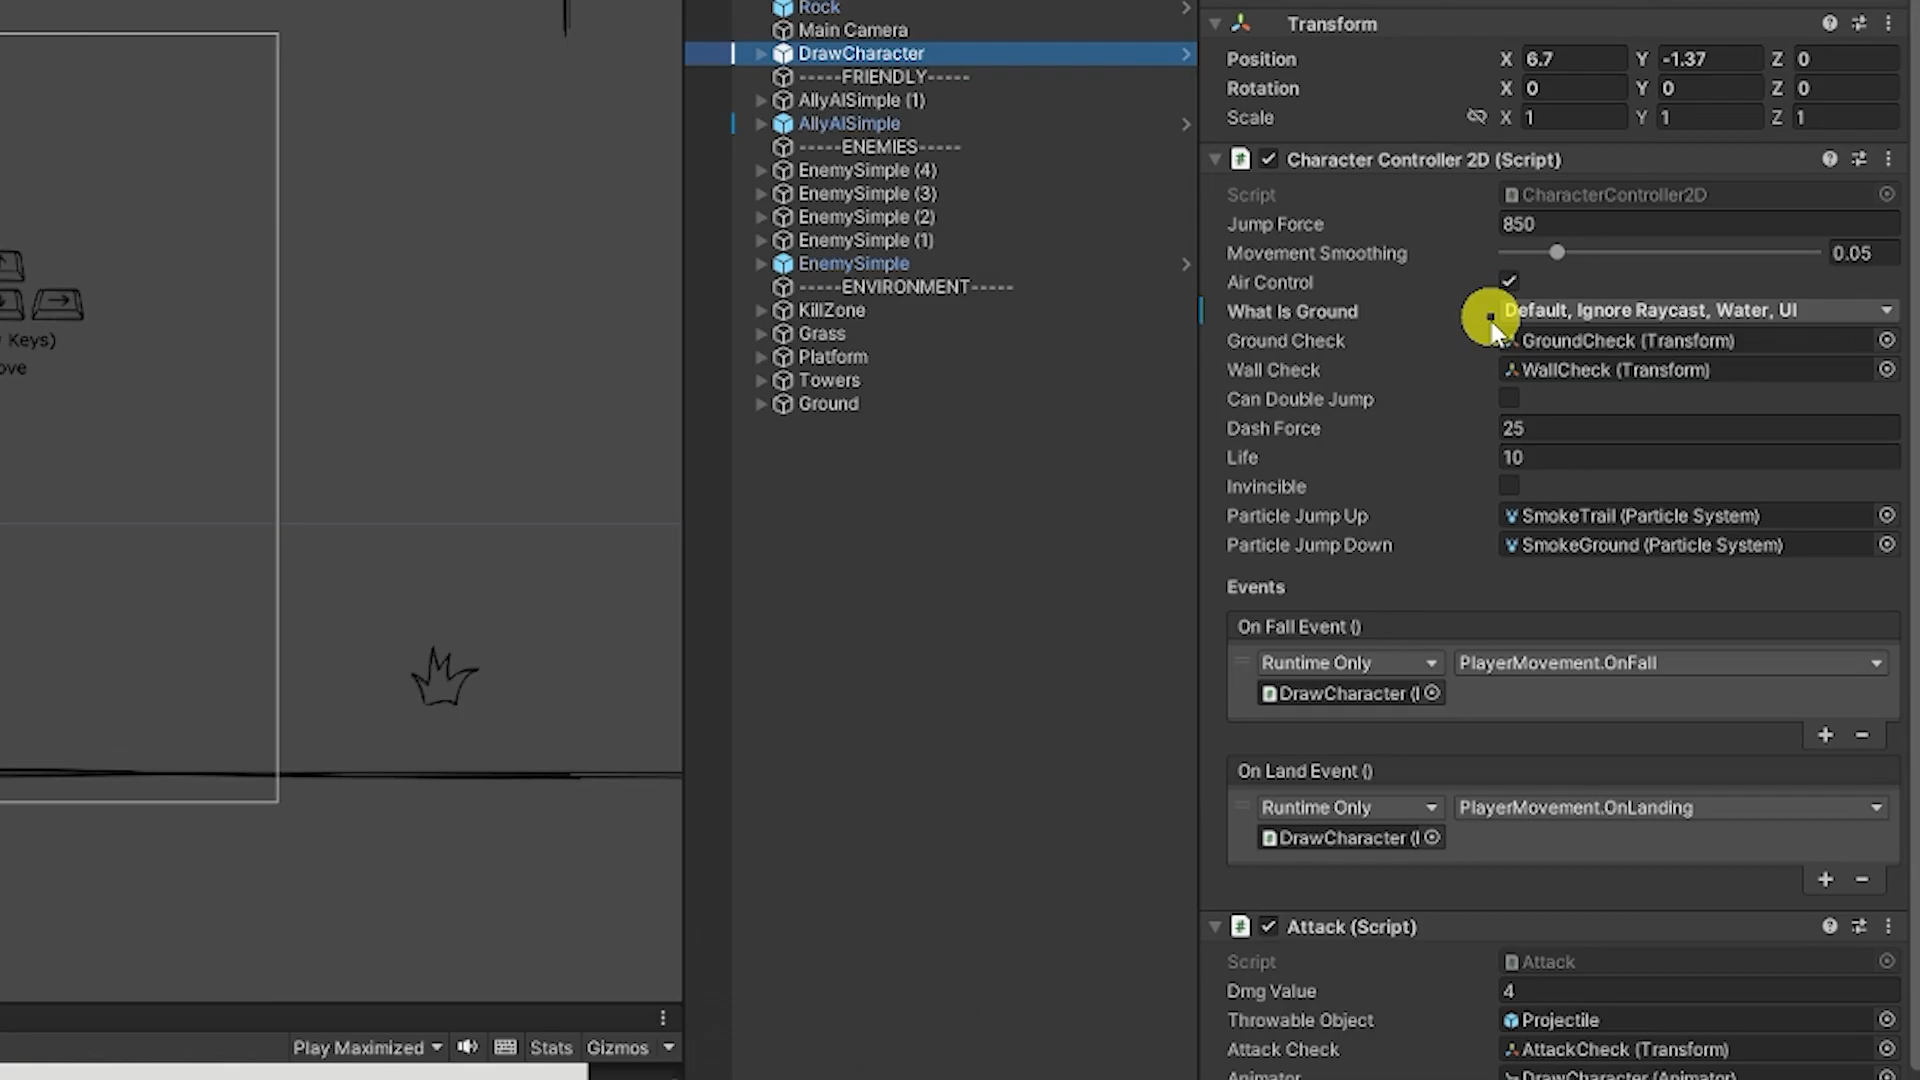 Keys)
ove
Play Maximized
Stats
Gizmos
Rock
Main Camera
DrawCharacter
-----FRIENDLY-----
AllyAISimple (1)
AllyAISimple
-----ENEMIES-----
EnemySimple (4)
EnemySimple (3)
EnemySimple (2)
EnemySimple (1)
EnemySimple
-----ENVIRONMENT-----
KillZone
Grass
Platform
Towers
Ground
Transform
Position X 6.7 Y -1.37 Z 0
Rotation X 0 Y 0 Z 0
Scale X 1 Y 1 Z 1
# Character Controller 2D (Script)
Script CharacterController2D
Jump Force 850
Movement Smoothing 0.05
Air Control
What Is Ground Default, Ignore Raycast, Water, UI
Ground Check GroundCheck (Transform)
Wall Check WallCheck (Transform)
Can Double Jump
Dash Force 25
Life 10
Invincible
Particle Jump Up SmokeTrail (Particle System)
Particle Jump Down SmokeGround (Particle System)
Events
On Fall Event ()
Runtime Only PlayerMovement.OnFall
DrawCharacter (
+ -
On Land Event ()
Runtime Only PlayerMovement.OnLanding
DrawCharacter (
+ -
# Attack (Script)
Script Attack
Dmg Value 4
Throwable Object Projectile
Attack Check AttackCheck (Transform)
Animator DrawCharacter (Animator)